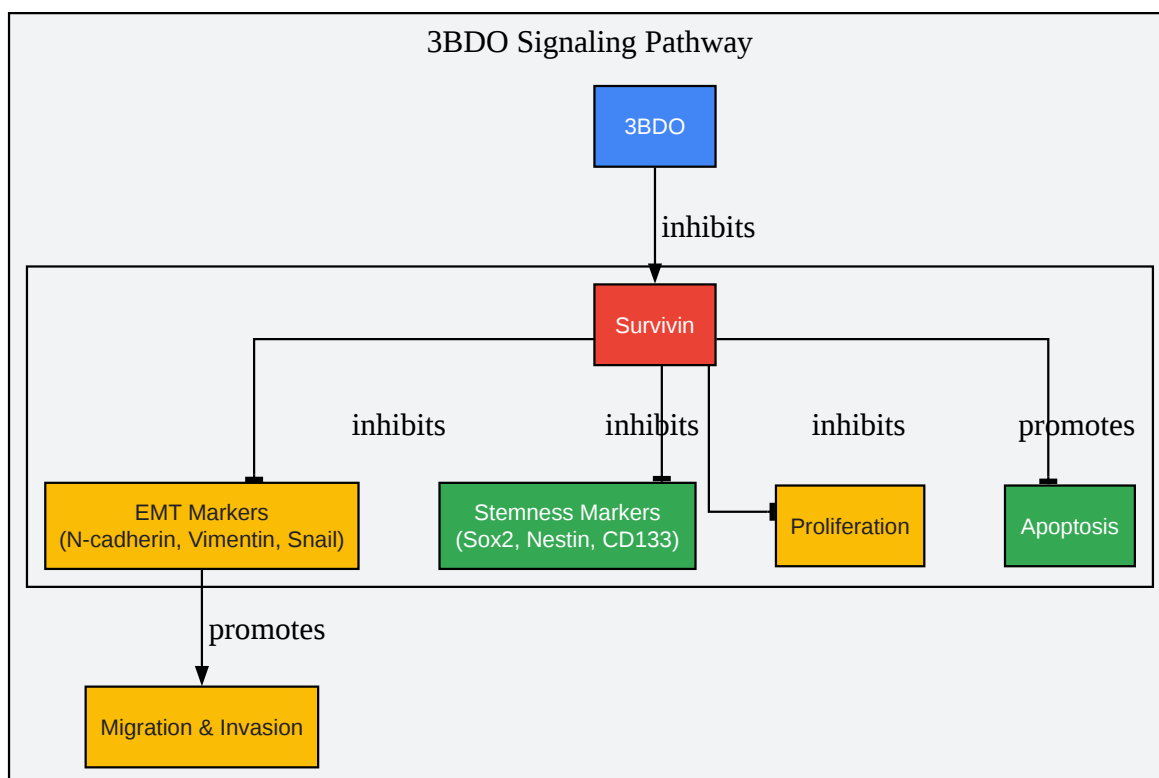 3BDO Signaling Pathway
3BDO
inhibits
Survivin
inhibits
inhibits
inhibits
promotes
EMT Markers
(N-cadherin, Vimentin, Snail)
Stemness Markers
(Sox2, Nestin, CD133)
Proliferation
Apoptosis
promotes
Migration & Invasion